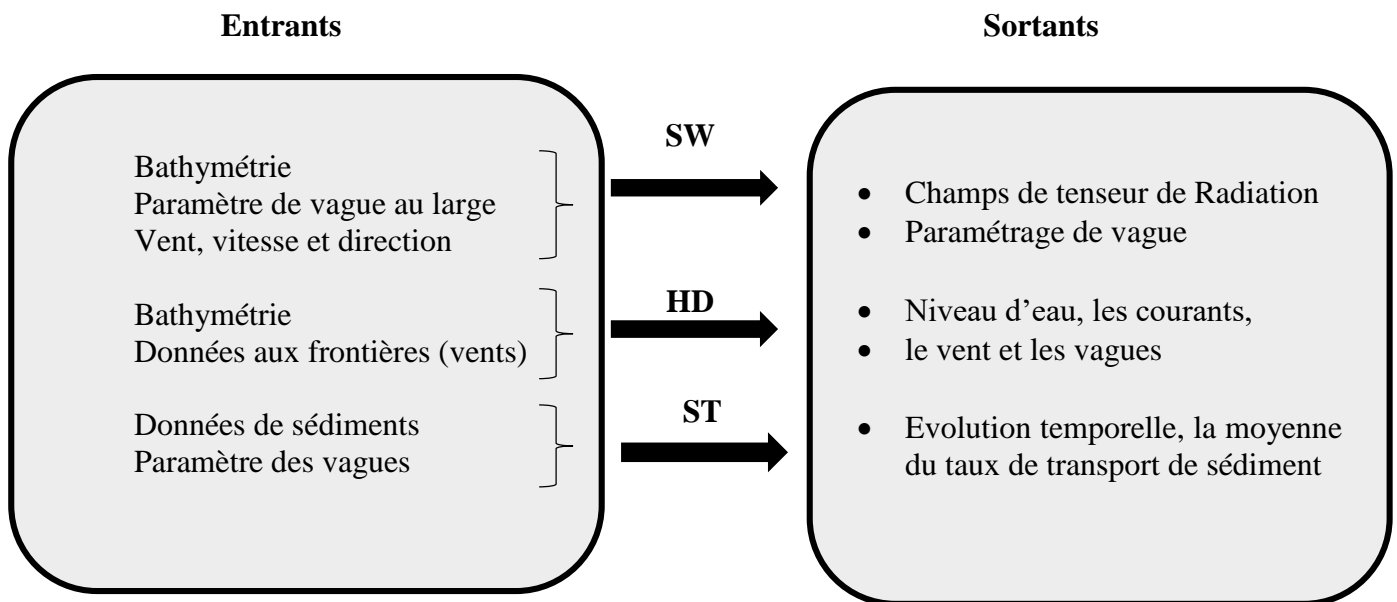 Entrants
Sortants
Bathymétrie
Paramètre de vague au large
Vent, vitesse et direction
Bathymétrie
Données aux frontières (vents)
Données de sédiments
Paramètre des vagues
SW
HD
ST
• Champs de tenseur de Radiation
• Paramétrage de vague
• Niveau d’eau, les courants,
• le vent et les vagues
• Evolution temporelle, la moyenne
du taux de transport de sédiment